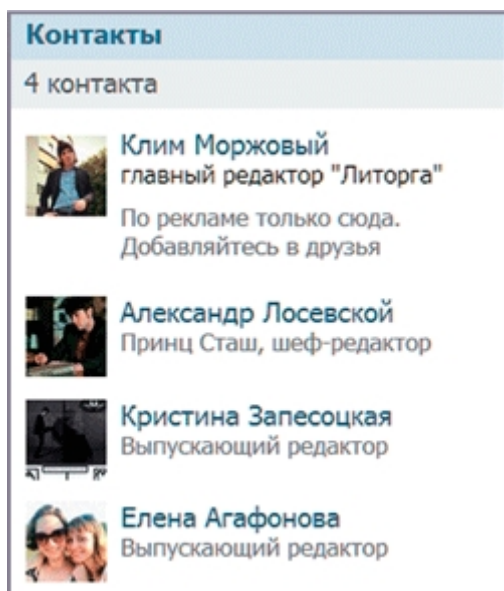 Контакты
4 контакта
Клим Моржовый
главный редактор "Литорга"
По рекламе только сюда.
Добавляйтесь в друзья
Александр Лосевской
Принц Сташ, шеф-редактор
Кристина Запесоцкая
Выпускающий редактор
Елена Агафонова
Выпускающий редактор